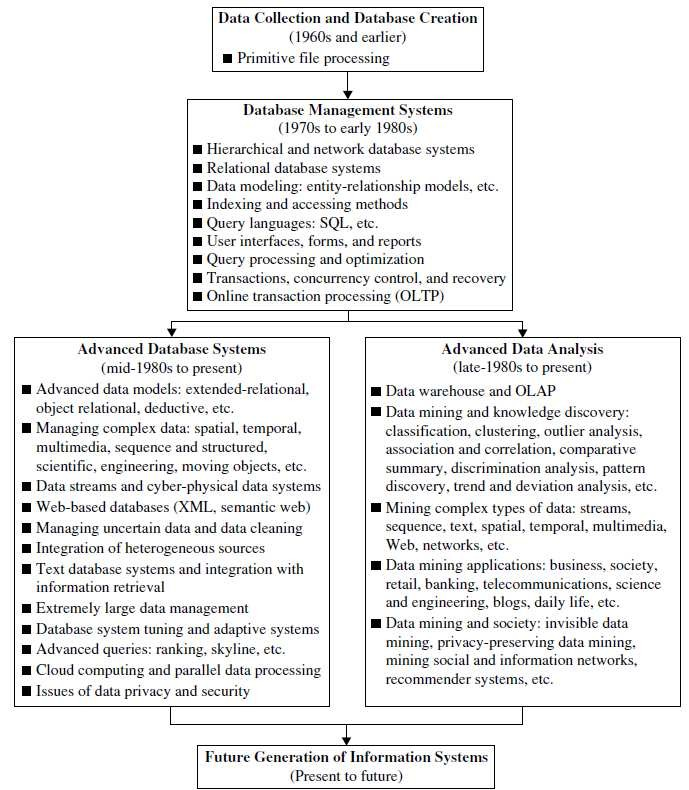 Data Collection and Database Creation
(1960s and earlier)
■ Primitive file processing
Database Management Systems
(1970s to early 1980s)
■ Hierarchical and network database systems
■ Relational database systems
■ Data modeling: entity-relationship models, etc.
■ Indexing and accessing methods
■ Query languages: SQL, etc.
■ User interfaces, forms, and reports
■ Query processing and optimization
■ Transactions, concurrency control, and recovery
■ Online transaction processing (OLTP)
Advanced Database Systems
(mid-1980s to present)
■ Advanced data models: extended-relational,
object relational, deductive, etc.
■ Managing complex data: spatial, temporal,
multimedia, sequence and structured,
scientific, engineering, moving objects, etc.
■ Data streams and cyber-physical data systems
■ Web-based databases (XML, semantic web)
■ Managing uncertain data and data cleaning
■ Integration of heterogeneous sources
■ Text database systems and integration with
information retrieval
■ Extremely large data management
■ Database system tuning and adaptive systems
■ Advanced queries: ranking, skyline, etc.
■ Cloud computing and parallel data processing
■ Issues of data privacy and security
Advanced Data Analysis
(late-1980s to present)
■ Data warehouse and OLAP
■ Data mining and knowledge discovery:
classification, clustering, outlier analysis,
association and correlation, comparative
summary, discrimination analysis, pattern
discovery, trend and deviation analysis, etc.
■ Mining complex types of data: streams,
sequence, text, spatial, temporal, multimedia,
Web, networks, etc.
■ Data mining applications: business, society,
retail, banking, telecommunications, science
and engineering, blogs, daily life, etc.
■ Data mining and society: invisible data
mining, privacy-preserving data mining,
mining social and information networks,
recommender systems, etc.
Future Generation of Information Systems
(Present to future)